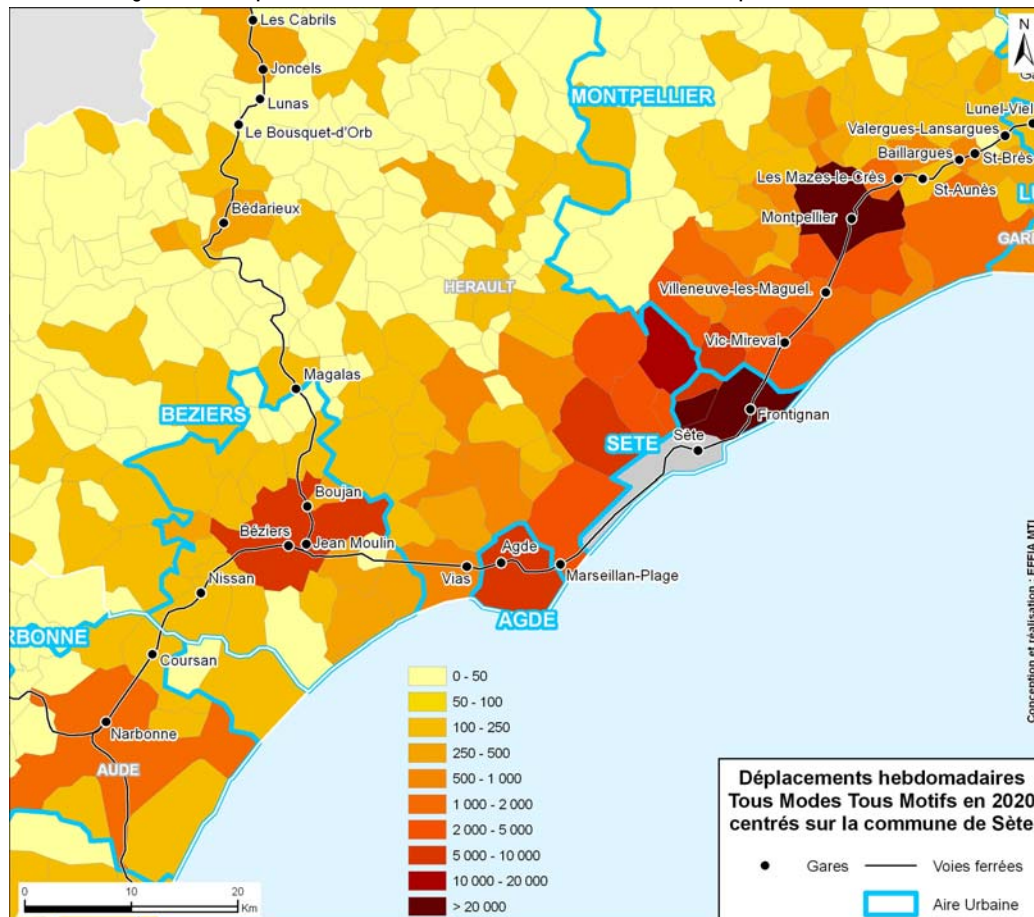 N
Les Cabrils
Joncels
Lunas
Le Bousquet-d'Orb
MONTPELLIER
Lunel-Viel
Valergues-Lansargues
Baillargues
St-Brès
Les Mazes-le-Crès
St-Aunès
Bédarieux
Montpellier
HERAULT
Villeneuve-les-Maguel.
Vic-Mireval
Magalas
BEZIERS
Frontignan
SETE
Sète
Boujan
Béziers
Jean Moulin
Agde
Vias
Marseillan-Plage
Nissan
AGDE
RBONNE
Coursan
Narbonne
AUDE
0 - 50
50 - 100
100 - 250
250 - 500
500 - 1 000
1 000 - 2 000
2 000 - 5 000
5 000 - 10 000
10 000 - 20 000
> 20 000
Conception et réalisation : EFFIA MTI
Déplacements hebdomadaires
Tous Modes Tous Motifs en 2020
centrés sur la commune de Sète
Gares
Voies ferrées
Aire Urbaine
0 10 20
Km